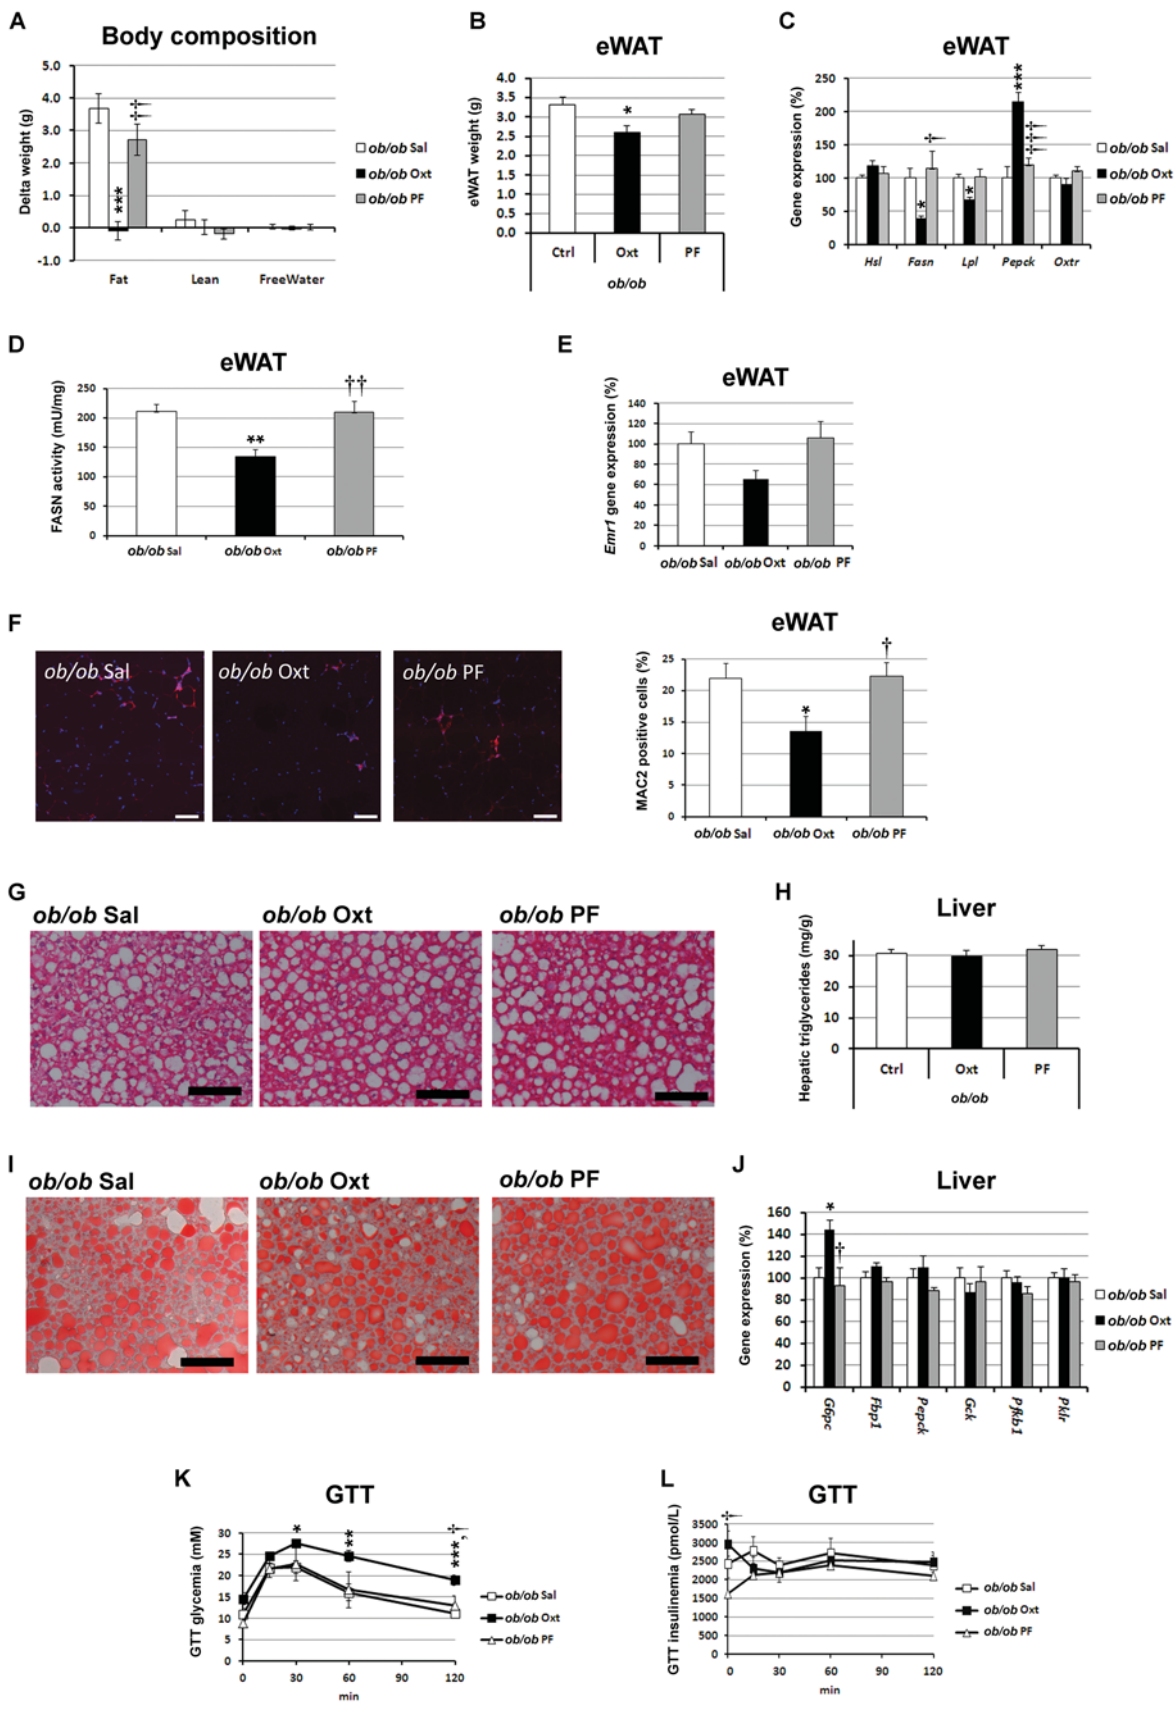 A
Body composition
Delta weight (g)
5.0
4.0
3.0
2.0
1.0
0.0
-1.0
***
‡
Fat
Lean
FreeWater
ob/ob Sal
ob/ob Oxt
ob/ob PF
B
eWAT
eWAT weight (g)
4.0
3.5
3.0
2.5
2.0
1.5
1.0
0.5
0.0
*
Ctrl
Oxt
PF
ob/ob
C
eWAT
Gene expression (%)
250
200
150
100
50
0
*
†
*
***
†††
Hsl
Fasn
Lpl
Pepck
Oxtr
ob/ob Sal
ob/ob Oxt
ob/ob PF
D
eWAT
FASN activity (mU/mg)
250
200
150
100
50
0
**
††
ob/ob Sal
ob/ob Oxt
ob/ob PF
E
eWAT
Emr1 gene expression (%)
140
120
100
80
60
40
20
0
ob/ob Sal
ob/ob Oxt
ob/ob PF
F
ob/ob Sal
ob/ob Oxt
ob/ob PF
eWAT
MAC2 positive cells (%)
25
20
15
10
5
0
*
†
ob/ob Sal
ob/ob Oxt
ob/ob PF
G
ob/ob Sal
ob/ob Oxt
ob/ob PF
H
Liver
Hepatic triglycerides (mg/g)
30
20
10
0
Ctrl
Oxt
PF
ob/ob
I
ob/ob Sal
ob/ob Oxt
ob/ob PF
J
Liver
Gene expression (%)
160
140
120
100
80
60
40
20
0
*
†
G6pc
Fbp1
Pepck
Gck
Pfkb1
Pklr
ob/ob Sal
ob/ob Oxt
ob/ob PF
K
GTT
GTT glycemia (mM)
30
25
20
15
10
5
0
*
**
***,†
0
30
60
90
120
min
ob/ob Sal
ob/ob Oxt
ob/ob PF
L
GTT
GTT insulinemia (pmol/L)
3500
3000
2500
2000
1500
1000
500
0
†
0
30
60
90
120
min
ob/ob Sal
ob/ob Oxt
ob/ob PF